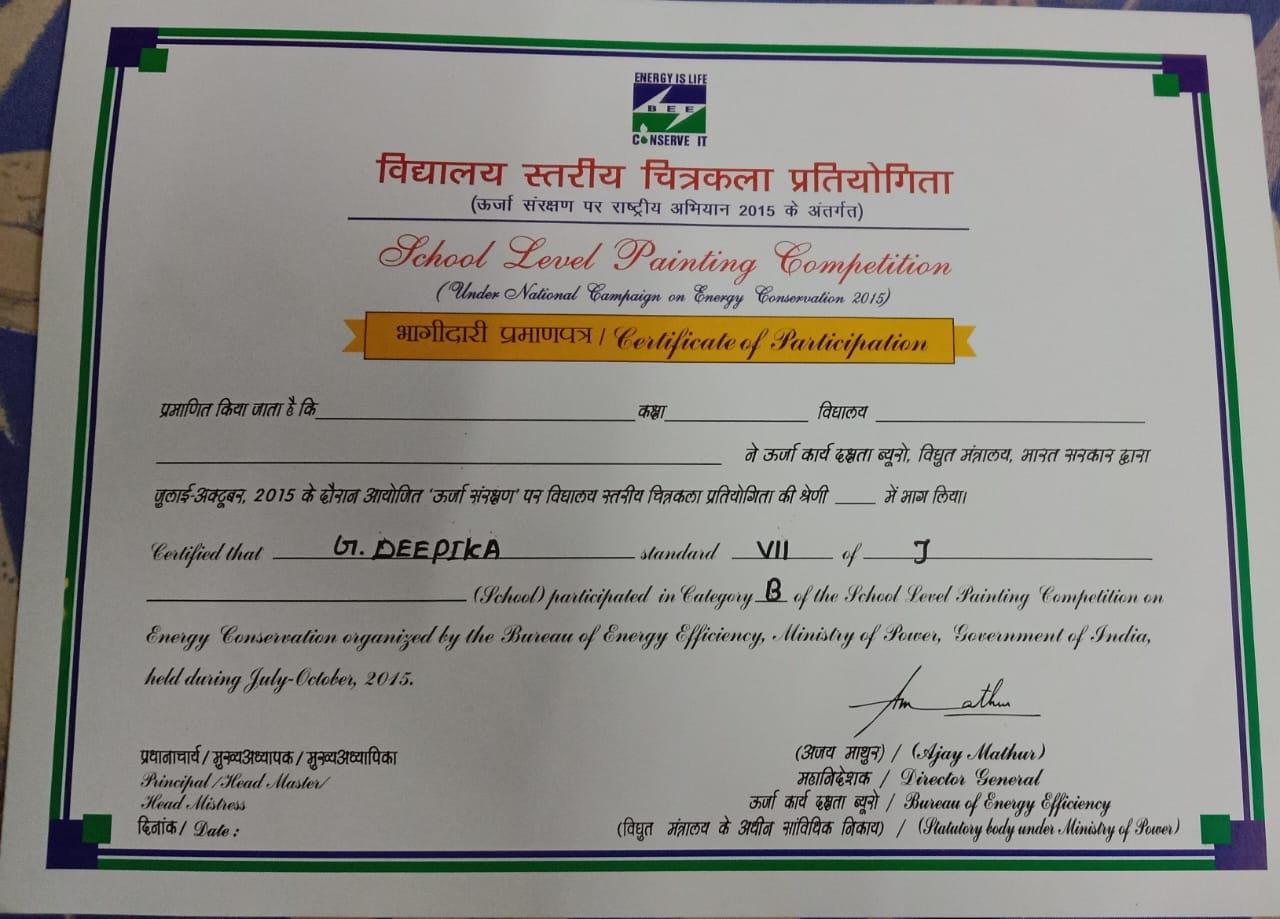 ENERGY IS LIFE
BEE
CONSERVE IT
विद्यालय स्तरीय चित्रकला प्रतियोगिता
(ऊर्जा संरक्षण पर राष्ट्रीय अभियान 2015 के अंतर्गत)
School Level Painting Competition
(Under National Campaign on Energy Conservation 2015)
भागीदारी प्रमाणपत्र / Certificate of Participation
प्रमाणित किया जाता है कि कक्षा विद्यालय
ने ऊर्जा कार्य दक्षता ब्यूरो, विद्युत मंत्रालय, भारत सरकार द्वारा
जुलाई-अक्टूबर, 2015 के दौरान आयोजित 'ऊर्जा संरक्षण' पर विद्यालय स्तरीय चित्रकला प्रतियोगिता की श्रेणी में भाग लिया।
Certified that G. DEEPIKA standard VII of J
(School) participated in Category B of the School Level Painting Competition on
Energy Conservation organized by the Bureau of Energy Efficiency, Ministry of Power, Government of India,
held during July-October, 2015.
प्रधानाचार्य / मुख्यअध्यापक / मुख्यअध्यापिका
Principal /Head Master/
Head Mistress
दिनांक / Date :
(अजय माथुर) / (Ajay Mathur)
महानिदेशक / Director General
ऊर्जा कार्य दक्षता ब्यूरो / Bureau of Energy Efficiency
(विद्युत मंत्रालय के अधीन सांविधिक निकाय) / (Statutory body under Ministry of Power)